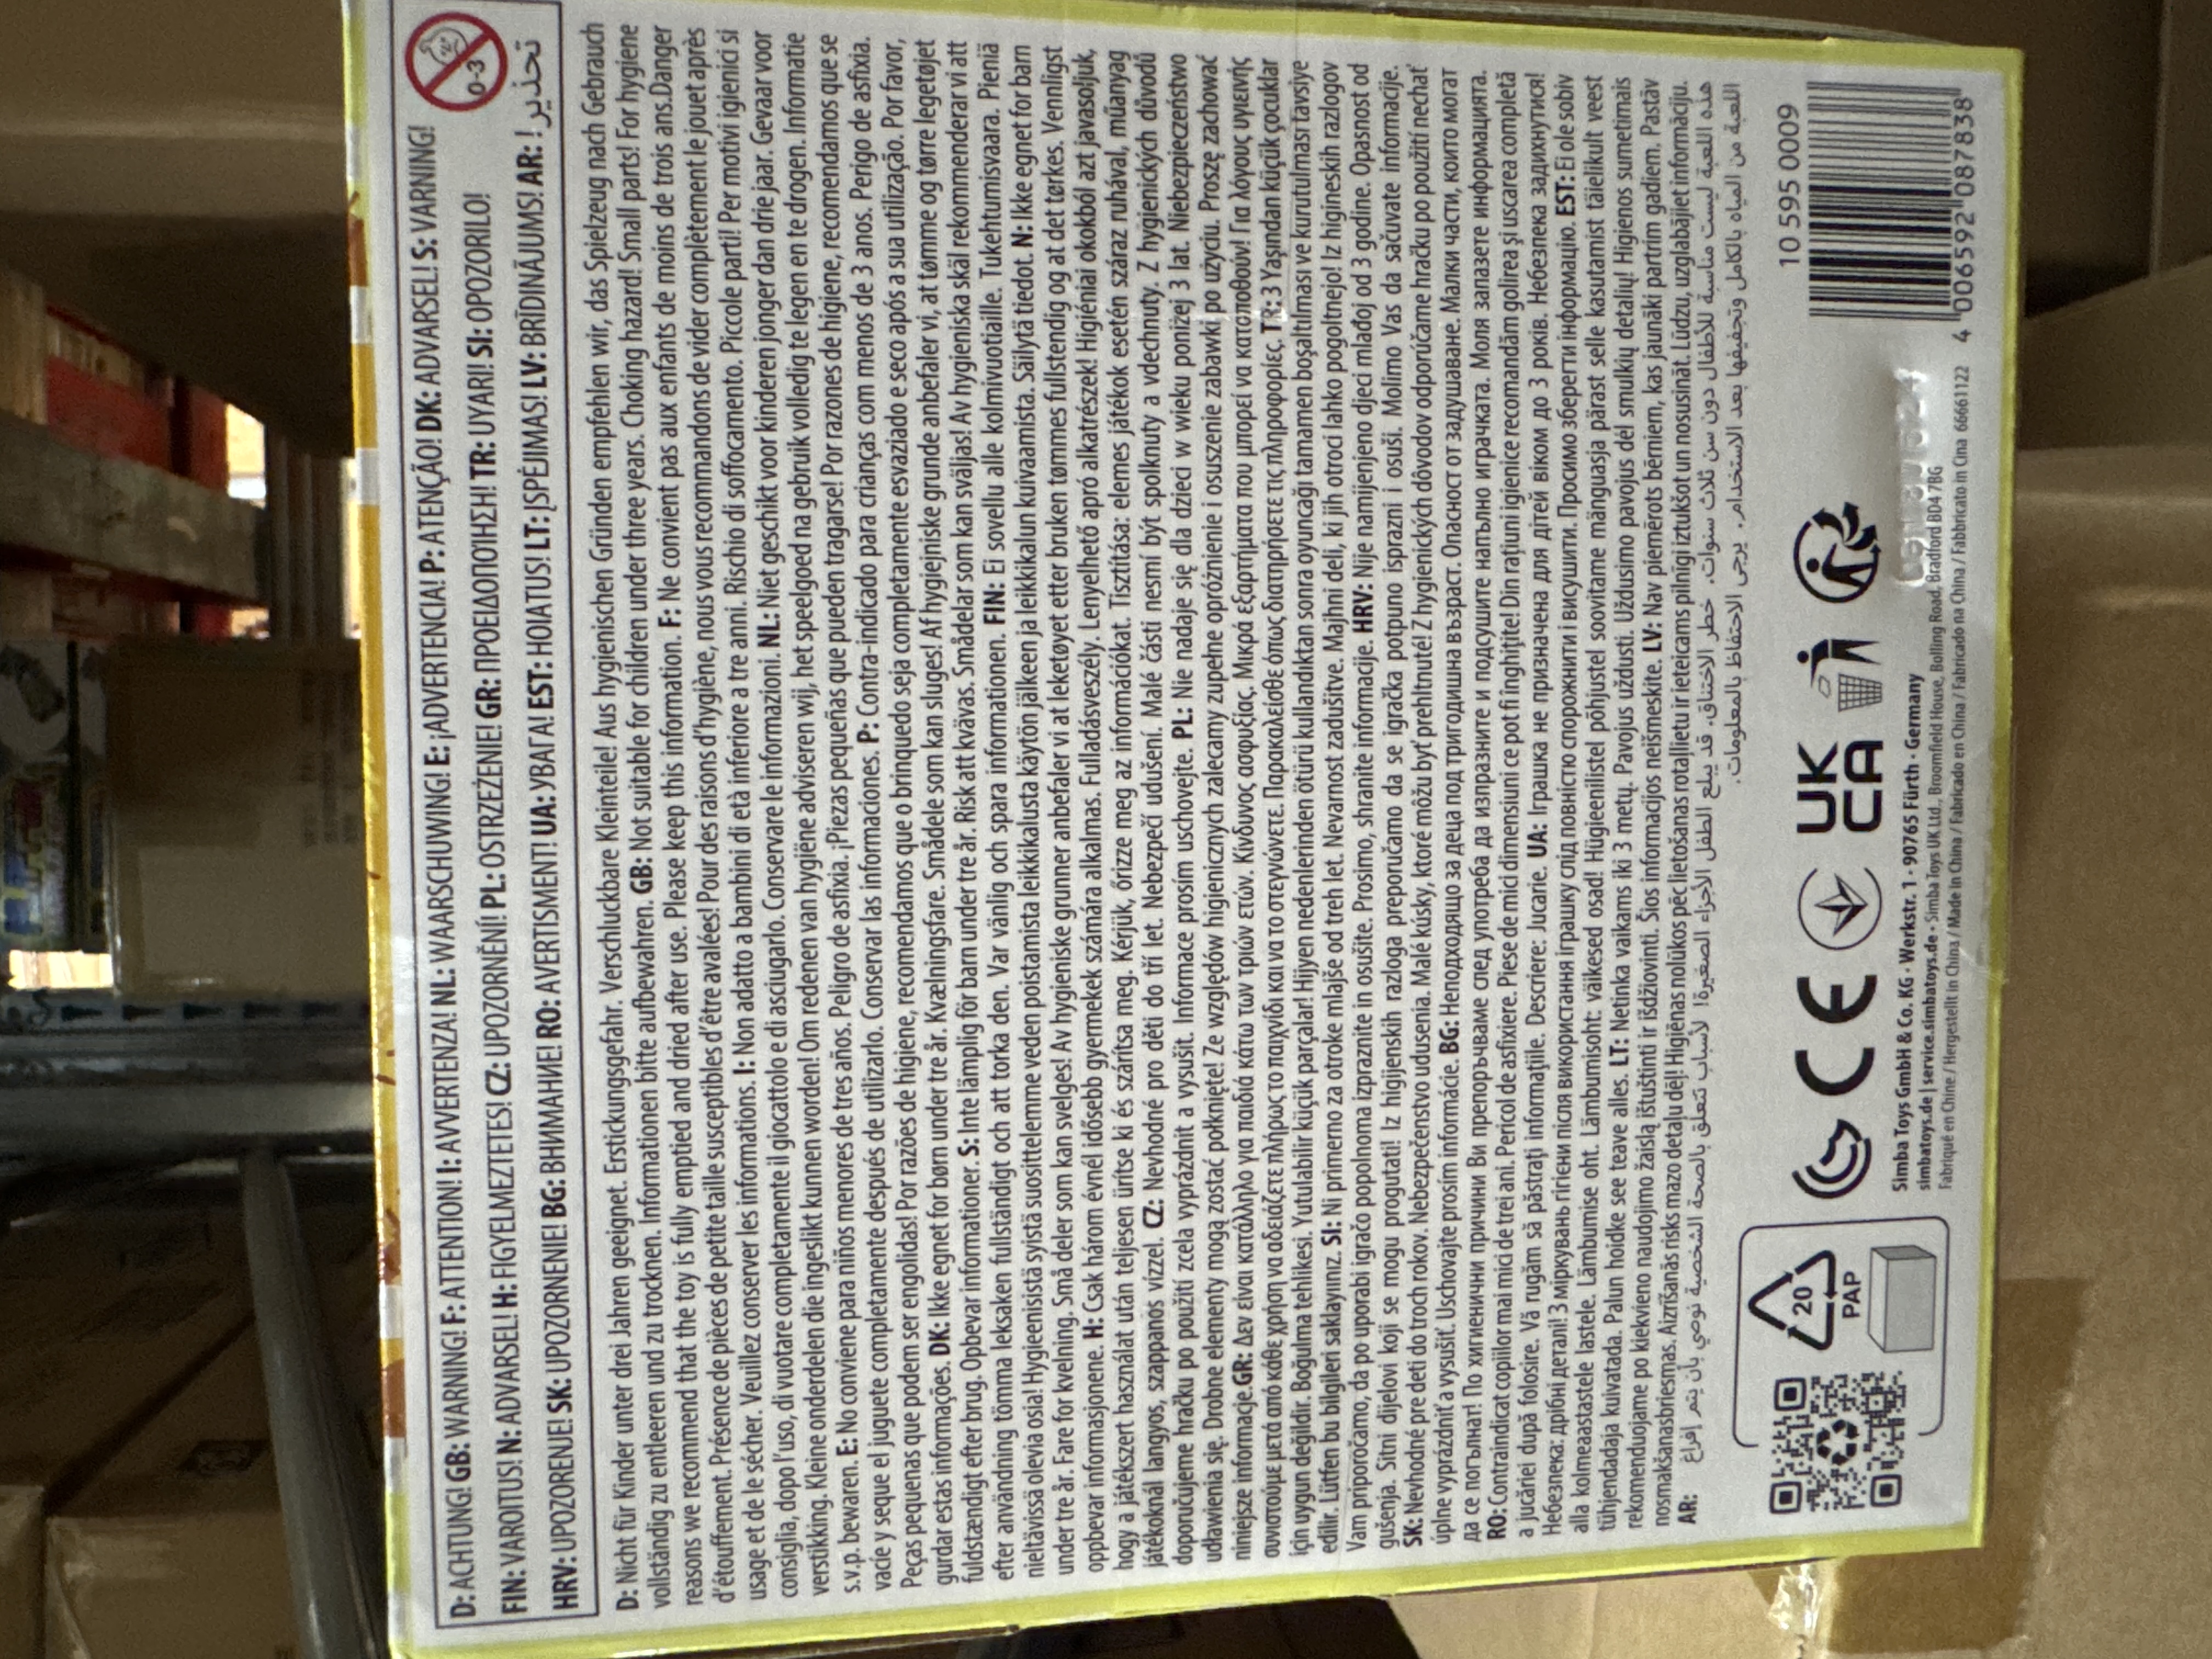 D: ACHTUNG! GB: WARNING! F: ATTENTION! I: AVVERTENZA! NL: WAARSCHUWING! E: ¡ADVERTENCIA! P: ATENÇÃO! DK: ADVARSEL! S: VARNING!
FIN: VAROITUS! N: ADVARSEL! H: FIGYELMEZTETES! CZ: UPOZORNĚNÍ! PL: OSTRZEŻENIE! GR: ΠΡΟΕΙΔΟΠΟΙΗΣΗ! TR: UYARI! SI: OPOZORILO!
HRV: UPOZORENJE! SK: UPOZORNENIE! BG: ВНИМАНИЕ! RO: AVERTISMENT! UA: УВАГА! EST: HOIATUS! LT: ĮSPĖJIMAS! LV: BRĪDINĀJUMS! AR: تحذير!
0-3
D: Nicht für Kinder unter drei Jahren geeignet. Erstickungsgefahr. Verschluckbare Kleinteile! Aus hygienischen Gründen empfehlen wir, das Spielzeug nach Gebrauch
vollständig zu entleeren und zu trocknen. Informationen bitte aufbewahren. GB: Not suitable for children under three years. Choking hazard! Small parts! For hygiene
reasons we recommend that the toy is fully emptied and dried after use. Please keep this information. F: Ne convient pas aux enfants de moins de trois ans.Danger
d'étouffement. Présence de pièces de petite taille susceptibles d'être avalées! Pour des raisons d'hygiène, nous vous recommandons de vider complètement le jouet après
usage et de le sécher. Veuillez conserver les informations. I: Non adatto a bambini di età inferiore a tre anni. Rischio di soffocamento. Piccole parti! Per motivi igienici si
consiglia, dopo l'uso, di vuotare completamente il giocattolo e di asciugarlo. Conservare le informazioni. NL: Niet geschikt voor kinderen jonger dan drie jaar. Gevaar voor
verstikking. Kleine onderdelen die ingeslikt kunnen worden! Om redenen van hygiëne adviseren wij, het speelgoed na gebruik volledig te legen en te drogen. Informatie
s.v.p. bewaren. E: No conviene para niños menores de tres años. Peligro de asfixia. ¡Piezas pequeñas que pueden tragarse! Por razones de higiene, recomendamos que se
vacíe y seque el juguete completamente después de utilizarlo. Conservar las informaciones. P: Contra-indicado para crianças com menos de 3 anos. Perigo de asfixia.
Peças pequenas que podem ser engolidas! Por razões de higiene, recomendamos que o brinquedo seja completamente esvaziado e seco após a sua utilização. Por favor,
gurdar estas informações. DK: Ikke egnet for børn under tre år. Kvælningsfare. Smådele som kan sluges! Af hygiejniske grunde anbefaler vi, at tømme og tørre legetøjet
fuldstændigt efter brug. Opbevar informationer. S: Inte lämplig för barn under tre år. Risk att kvävas. Smådelar som kan sväljas! Av hygieniska skäl rekommenderar vi att
efter användning tömma leksaken fullständigt och att torka den. Var vänlig och spara informationen. FIN: Ei sovellu alle kolmivuotiaille. Tukehtumisvaara. Pieniä
nieltävissä olevia osia! Hygieenisistä syistä suosittelemme veden poistamista leikkikalusta käytön jälkeen ja leikkikalun kuivaamista. Säilytä tiedot. N: Ikke egnet for barn
under tre år. Fare for kvelning. Små deler som kan svelges! Av hygieniske grunner anbefaler vi at leketøyet etter bruken tømmes fullstendig og at det tørkes. Vennligst
oppbevar informasjonene. H: Csak három évnél idősebb gyermekek számára alkalmas. Fulladásveszély. Lenyelhető apró alkatrészek! Higiéniai okokból azt javasoljuk,
hogy a játékszert használat után teljesen ürítse ki és szárítsa meg. Kérjük, őrizze meg az információkat. Tisztítása: elemes játékok esetén száraz ruhával, műanyag
játékoknál langyos, szappanos vízzel. CZ: Nevhodné pro děti do tří let. Nebezpečí udušení. Malé části nesmí být spolknuty a vdechnuty. Z hygienických důvodů
doporučujeme hračku po použití zcela vyprázdnit a vysušit. Informace prosím uschovejte. PL: Nie nadaje się dla dzieci w wieku poniżej 3 lat. Niebezpieczeństwo
udławienia się. Drobne elementy mogą zostać połknięte! Ze względów higienicznych zalecamy zupełne opróżnienie i osuszenie zabawki po użyciu. Proszę zachować
niniejsze informacje.GR: Δεν είναι κατάλληλο για παιδιά κάτω των τριών ετών. Κίνδυνος ασφυξίας. Μικρά εξαρτήματα που μπορεί να καταποθούν! Για λόγους υγιεινής
συνιστούμε μετά από κάθε χρήση να αδειάζετε πλήρως το παιχνίδι και να το στεγνώνετε. Παρακαλείσθε όπως διατηρήσετε τις πληροφορίες. TR: 3 Yaşından küçük çocuklar
için uygun değildir. Boğulma tehlikesi. Yutulabilir küçük parçalar! Hijyen nedenlerinden ötürü kullandıktan sonra oyuncağı tamamen boşaltılması ve kurutulması tavsiye
edilir. Lütfen bu bilgileri saklayınız. SI: Ni primerno za otroke mlajše od treh let. Nevarnost zadušitve. Majhni deli, ki jih otroci lahko pogoltnejo! Iz higieneskih razlogov
Vam priporočamo, da po uporabi igračo popolnoma izpraznite in osušite. Prosimo, shranite informacije. HRV: Nije namijenjeno djeci mlađoj od 3 godine. Opasnost od
gušenja. Sitni dijelovi koji se mogu progutati! Iz higijenskih razloga preporučamo da se igračka potpuno isprazni i osuši. Molimo Vas da sačuvate informacije.
SK: Nevhodné pre deti do troch rokov. Nebezpečenstvo udusenia. Malé kúsky, ktoré môžu byť prehltnuté! Z hygienických dôvodov odporúčame hračku po použití nechať
úplne vyprázdniť a vysušiť. Uschovajte prosím informácie. BG: Неподходящо за деца под тригодишна възраст. Опасност от задушаване. Малки части, които могат
да се погълнат! По хигиенични причини Ви препоръчваме след употреба да изпразните и подсушите напълно играчката. Моля запазете информацията.
RO: Contraindicat copiilor mai mici de trei ani. Pericol de asfixiere. Piese de mici dimensiuni ce pot fi înghițite! Din rațiuni igienice recomandăm golirea și uscarea completă
a jucăriei după folosire. Vă rugăm să păstrați informațiile. Descriere: Jucarie. UA: Іграшка не призначена для дітей віком до 3 років. Небезпека задихнутися!
Небезпека: дрібні деталі! З міркувань гігієни після використання іграшку слід повністю спорожнити і висушити. Просимо зберегти інформацію. EST: Ei ole sobiv
alla kolmeaastastele lastele. Lämbumise oht. Lämbumisoht: väikesed osad! Hügieenilistel põhjustel soovitame mänguasja pärast selle kasutamist täielikult veest
tühjendada ja kuivatada. Palun hoidke see teave alles. LT: Netinka vaikams iki 3 metų. Pavojus uždusti. Uždusimo pavojus dėl smulkių detalių! Higienos sumetimais
rekomenduojame po kiekvieno naudojimo žaislą ištuštinti ir išdžiovinti. Šios informacijos neišmeskite. LV: Nav piemērots bērniem, kas jaunāki partrim gadiem. Pastāv
nosmakšanasbriesmas. Aizrīšanās risks mazo detaļu dēļ! Higiēnas nolūkos pēc lietošanas rotaļlietu ir ieteicams pilnīgi iztukšot un nosusināt. Lūdzu, uzglabājiet informāciju.
AR: هذه اللعبة ليست مناسبة للأطفال دون سن ثلاث سنوات. خطر الاختناق. قد يبلع الطفل الأجزاء الصغيرة! لأسباب تتعلق بالصحة الشخصية نوصي بأن يتم إفراغ
اللعبة من المياه بالكامل وتجفيفها بعد الاستخدام. يرجى الاحتفاظ بالمعلومات.
20
PAP
CE
UK
CA
10 595 0009
4 006592 087838
Simba Toys GmbH & Co. KG · Werkstr. 1 · 90765 Fürth · Germany
simbatoys.de | service.simbatoys.de · Simba Toys UK Ltd., Broomfield House, Bolling Road, Bradford BD4 7BG
Fabriqué en Chine / Hergestellt in China / Made in China / Fabricado en China / Fabricado na China / Fabbricato in Cina 66661122